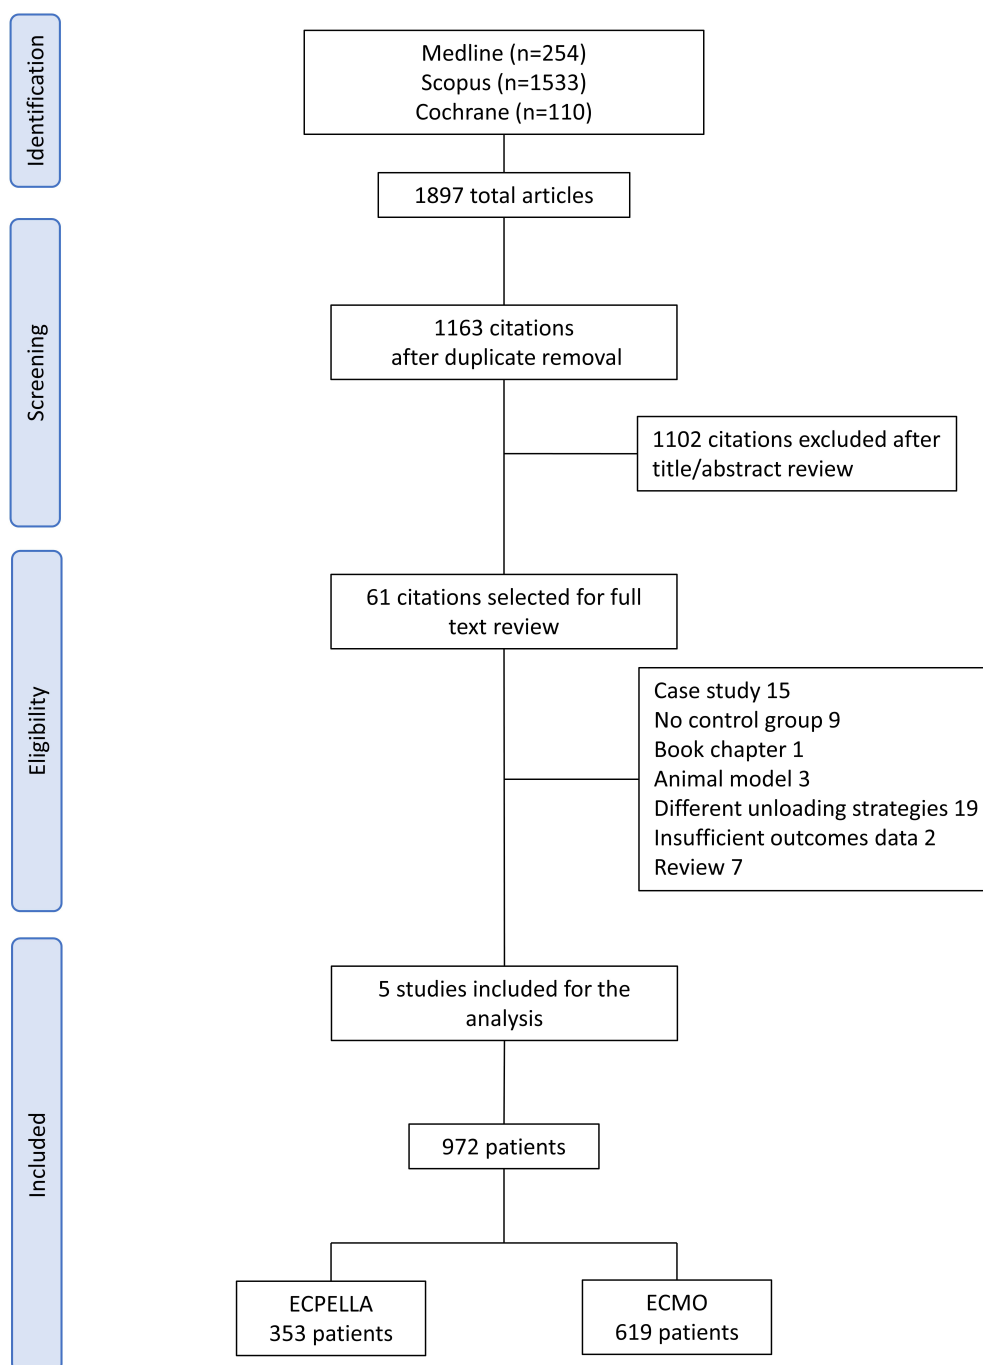 Identification
Medline (n=254)
Scopus (n=1533)
Cochrane (n=110)
1897 total articles
Screening
1163 citations
after duplicate removal
1102 citations excluded after
title/abstract review
Eligibility
61 citations selected for full
text review
Case study 15
No control group 9
Book chapter 1
Animal model 3
Different unloading strategies 19
Insufficient outcomes data 2
Review 7
Included
5 studies included for the
analysis
972 patients
ECPELLA
353 patients
ECMO
619 patients